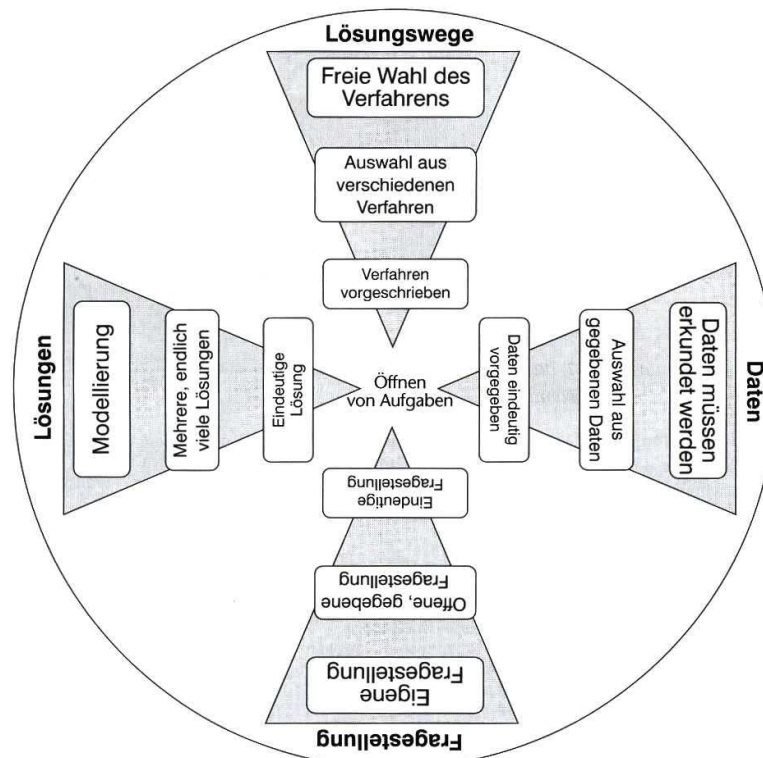 Lösungswege
Freie Wahl des
Verfahrens
Auswahl aus
verschiedenen
Verfahren
Verfahren
vorgeschrieben
Lösungen
Modellierung
Mehrere, endlich
viele Lösungen
Eindeutige
Lösung
Öffnen
von Aufgaben
Daten eindeutig
vorgegeben
Auswahl aus
gegebenen Daten
Daten müssen
erkundet werden
Daten
Eindeutige
Fragestellung
Offene, gegebene
Fragestellung
Eigene
Fragestellung
Fragestellung